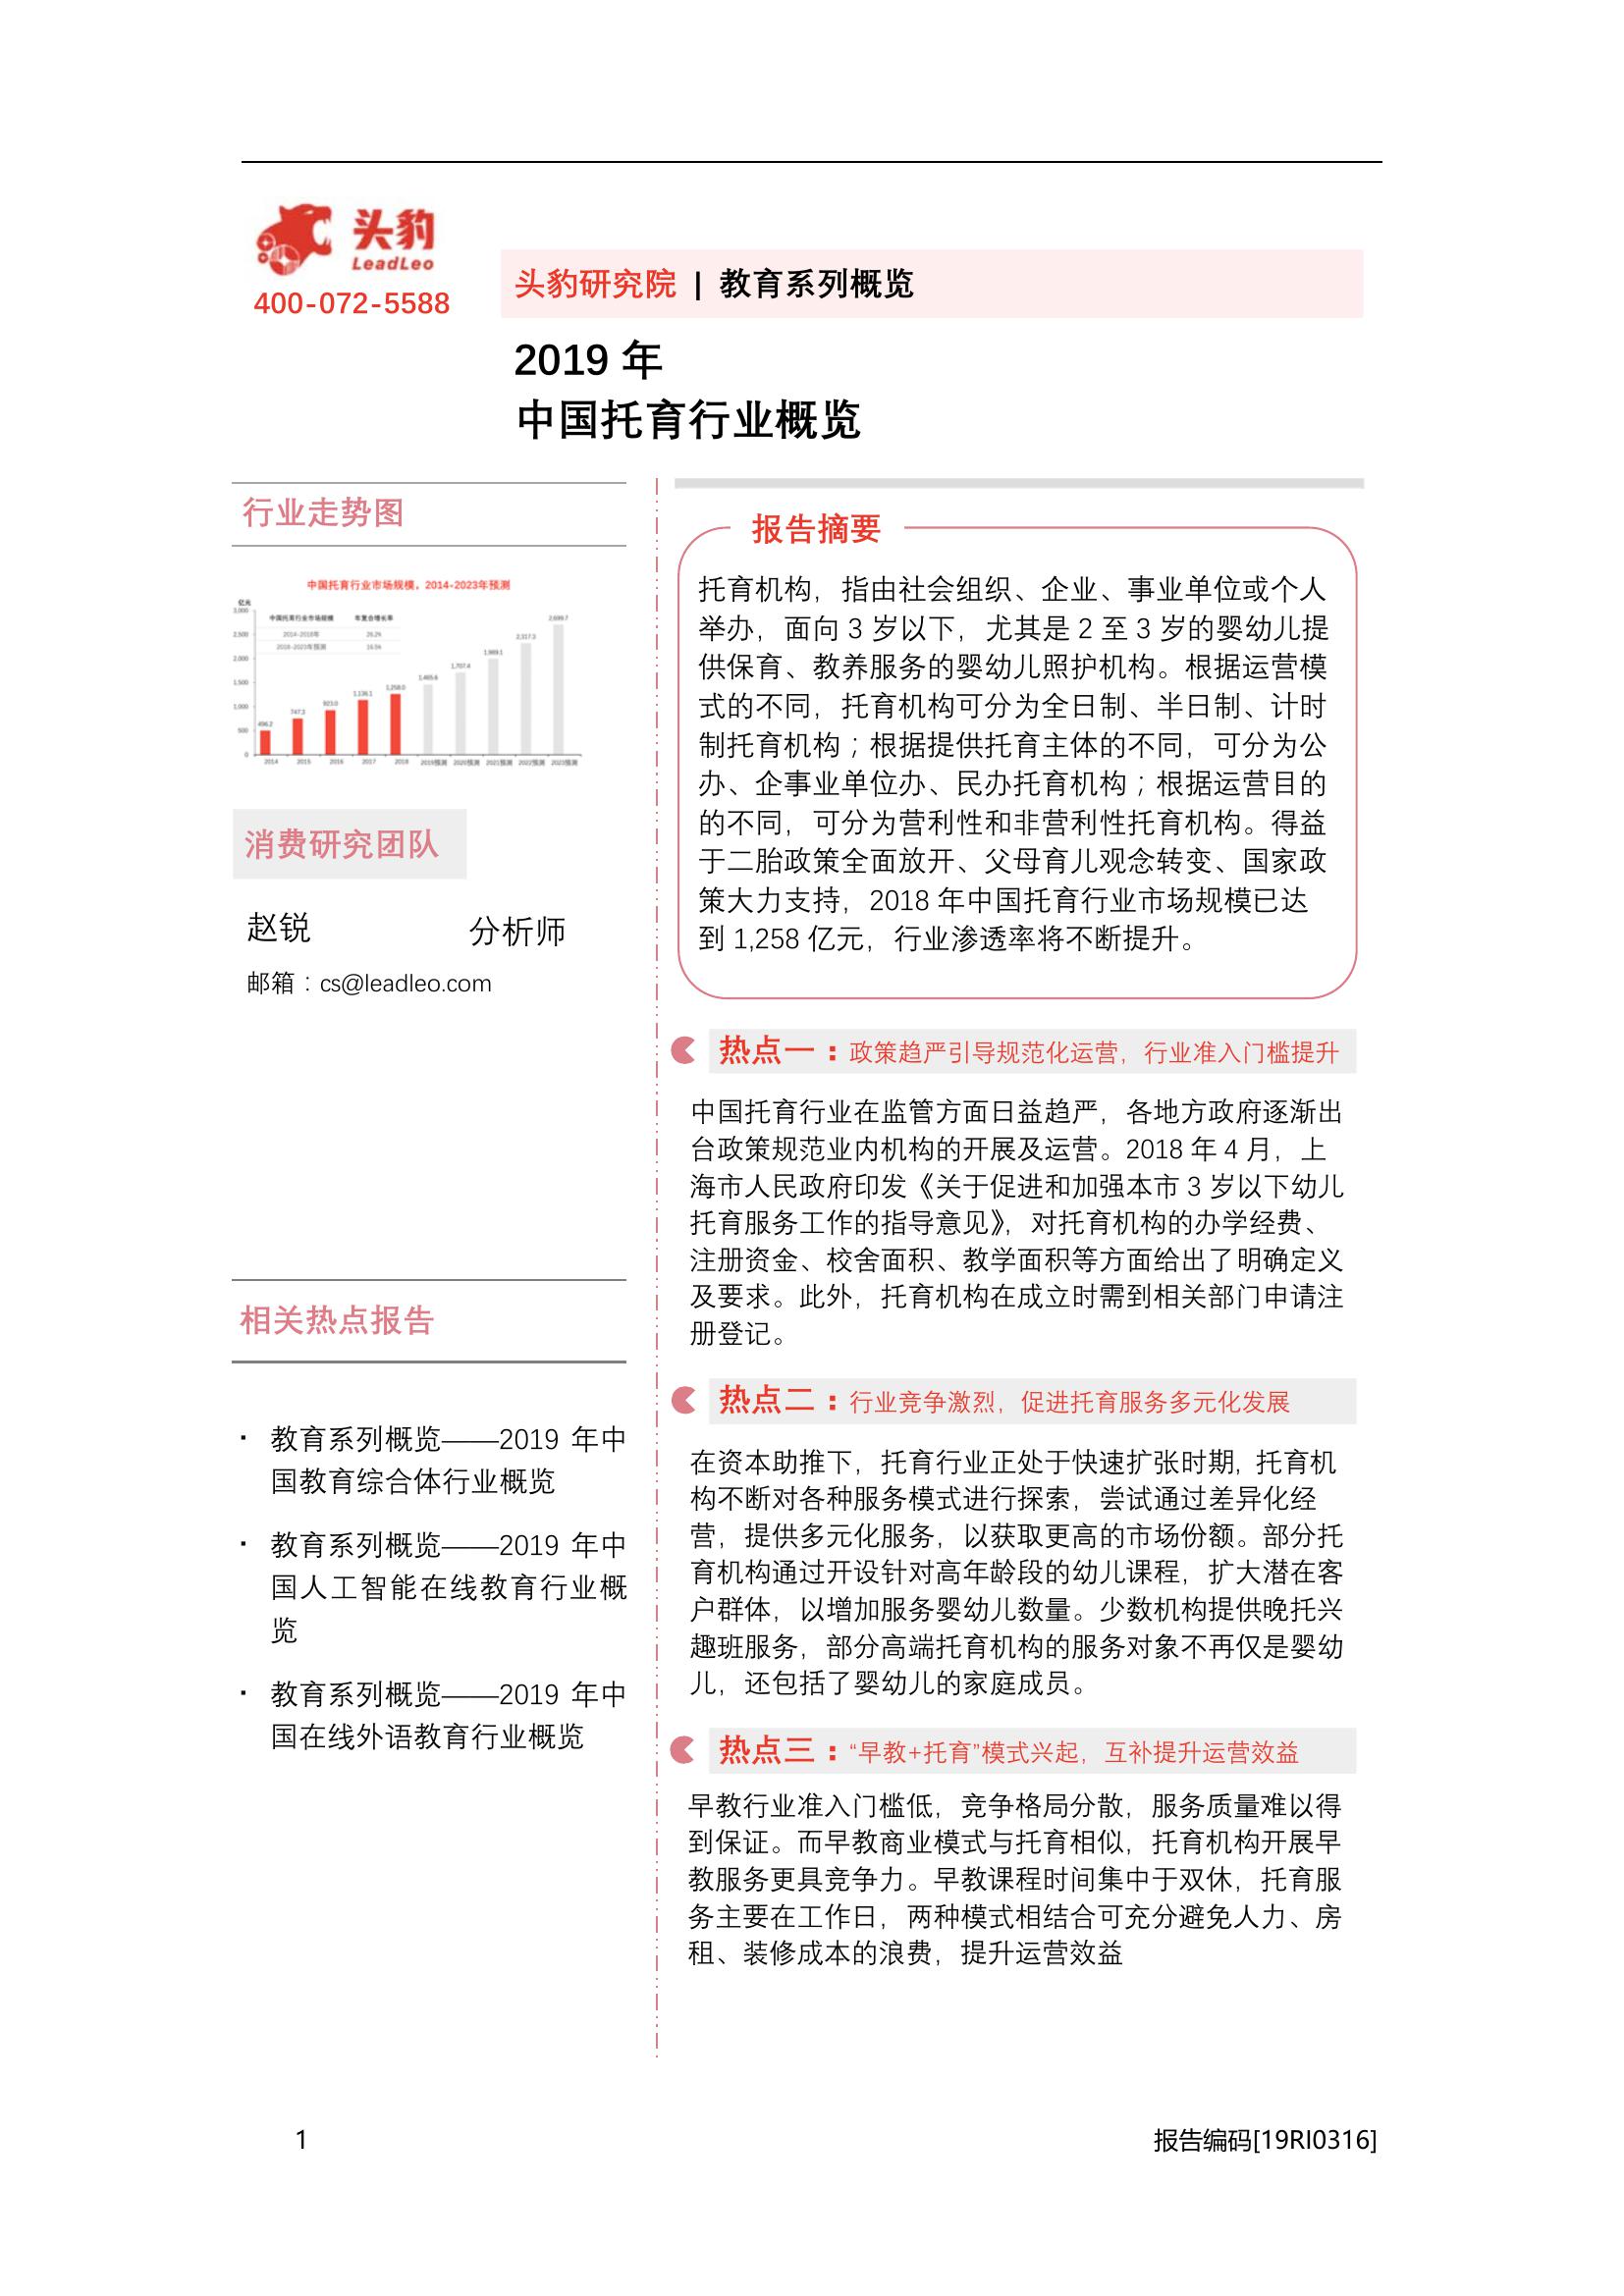 头豹
LeadLeo
400-072-5588
头豹研究院 | 教育系列概览
2019 年
中国托育行业概览
行业走势图
中国托育行业市场规模，2014-2023年预测
亿元
中国托育行业市场规模 年复合增长率
2014-2018年 26.2%
2018-2023年预测 16.5%
3,000
2,500
2,000
1,500
1,000
500
0
496.2
747.3
923.0
1,136.1
1,258.0
1,465.6
1,707.4
1,989.1
2,317.3
2,699.7
2014 2015 2016 2017 2018 2019预测 2020预测 2021预测 2022预测 2023预测
消费研究团队
赵锐 分析师
邮箱：cs@leadleo.com
相关热点报告
· 教育系列概览——2019 年中
国教育综合体行业概览
· 教育系列概览——2019 年中
国人工智能在线教育行业概
览
· 教育系列概览——2019 年中
国在线外语教育行业概览
报告摘要
托育机构，指由社会组织、企业、事业单位或个人
举办，面向 3 岁以下，尤其是 2 至 3 岁的婴幼儿提
供保育、教养服务的婴幼儿照护机构。根据运营模
式的不同，托育机构可分为全日制、半日制、计时
制托育机构；根据提供托育主体的不同，可分为公
办、企事业单位办、民办托育机构；根据运营目的
的不同，可分为营利性和非营利性托育机构。得益
于二胎政策全面放开、父母育儿观念转变、国家政
策大力支持，2018 年中国托育行业市场规模已达
到 1,258 亿元，行业渗透率将不断提升。
热点一：政策趋严引导规范化运营，行业准入门槛提升
中国托育行业在监管方面日益趋严，各地方政府逐渐出
台政策规范业内机构的开展及运营。2018 年 4 月，上
海市人民政府印发《关于促进和加强本市 3 岁以下幼儿
托育服务工作的指导意见》，对托育机构的办学经费、
注册资金、校舍面积、教学面积等方面给出了明确定义
及要求。此外，托育机构在成立时需到相关部门申请注
册登记。
热点二：行业竞争激烈，促进托育服务多元化发展
在资本助推下，托育行业正处于快速扩张时期，托育机
构不断对各种服务模式进行探索，尝试通过差异化经
营，提供多元化服务，以获取更高的市场份额。部分托
育机构通过开设针对高年龄段的幼儿课程，扩大潜在客
户群体，以增加服务婴幼儿数量。少数机构提供晚托兴
趣班服务，部分高端托育机构的服务对象不再仅是婴幼
儿，还包括了婴幼儿的家庭成员。
热点三：“早教+托育”模式兴起，互补提升运营效益
早教行业准入门槛低，竞争格局分散，服务质量难以得
到保证。而早教商业模式与托育相似，托育机构开展早
教服务更具竞争力。早教课程时间集中于双休，托育服
务主要在工作日，两种模式相结合可充分避免人力、房
租、装修成本的浪费，提升运营效益
1
报告编码[19RI0316]